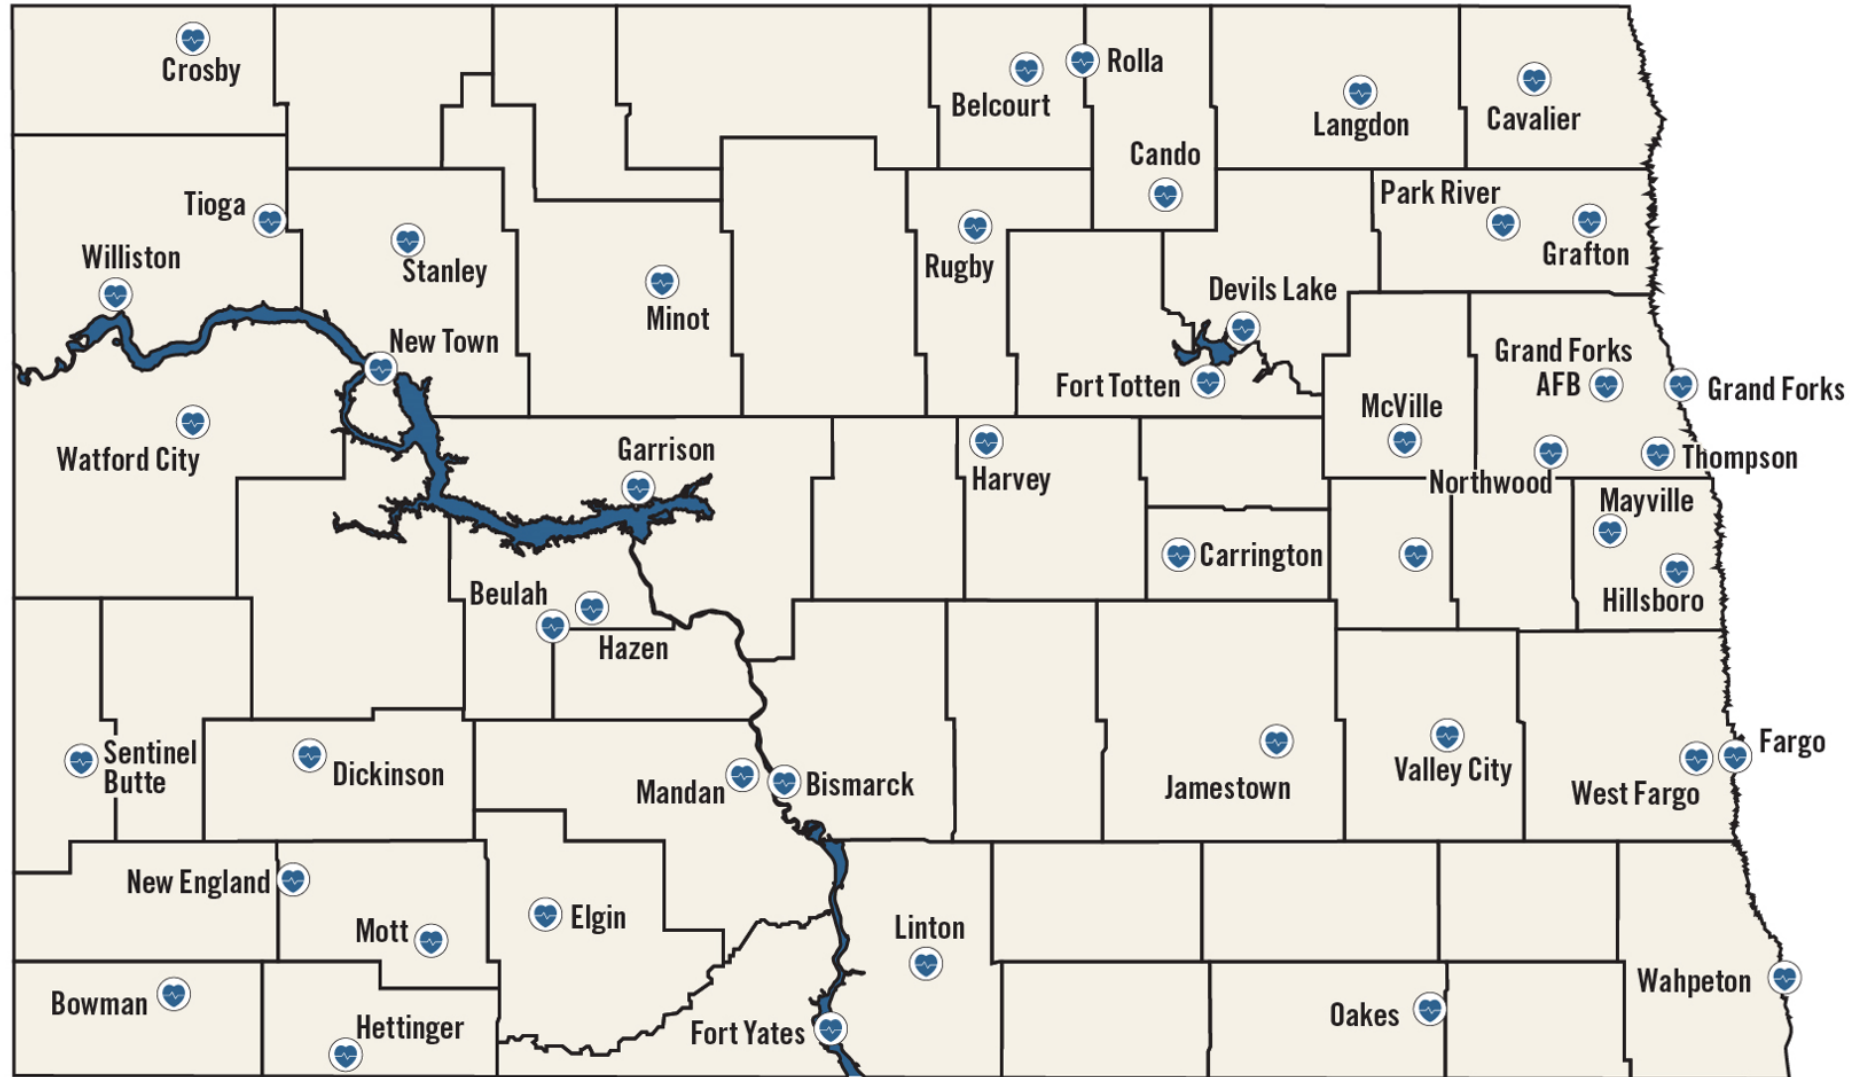 Crosby
Belcourt
Rolla
Langdon
Cavalier
Cando
Tioga
Park River
Grafton
Williston
Stanley
Rugby
Minot
Devils Lake
New Town
Grand Forks
AFB
Grand Forks
Fort Totten
McVille
Watford City
Garrison
Harvey
Thompson
Northwood
Mayville
Carrington
Beulah
Hillsboro
Hazen
Sentinel
Butte
Dickinson
Mandan
Bismarck
Jamestown
Valley City
Fargo
West Fargo
New England
Elgin
Mott
Linton
Wahpeton
Bowman
Hettinger
Fort Yates
Oakes